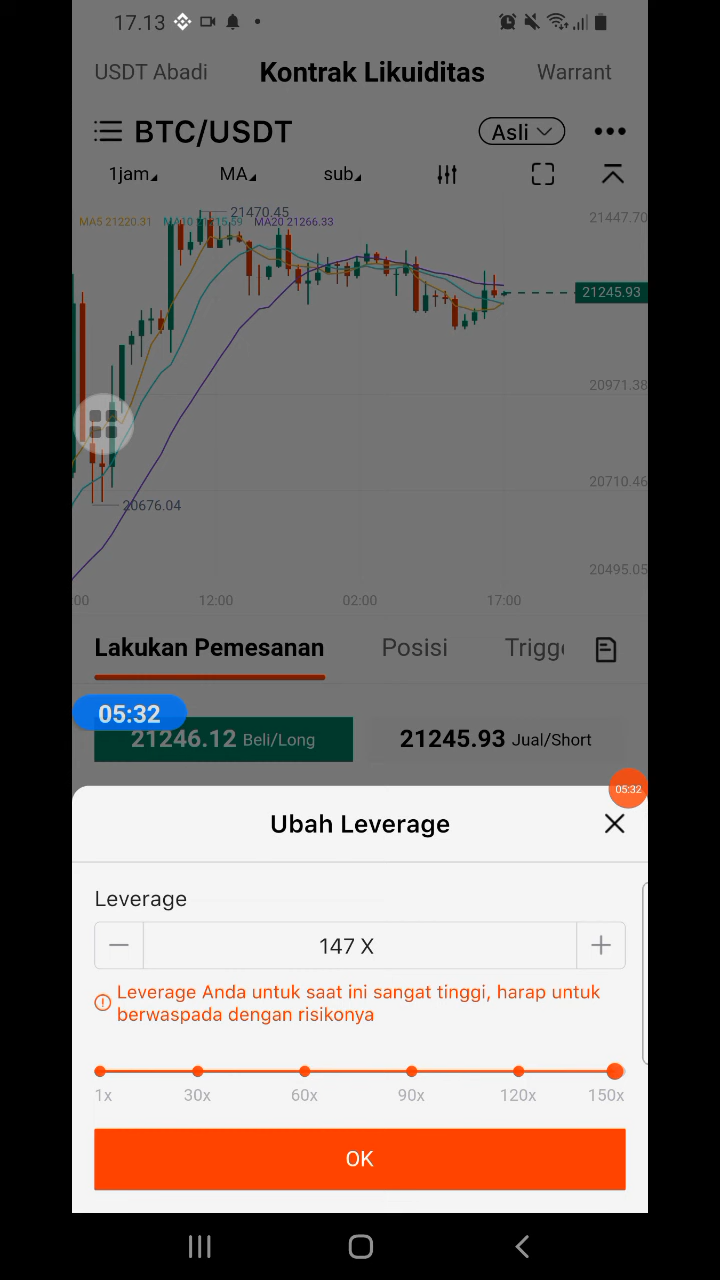 17.13
USDT Abadi Kontrak Likuiditas Warrant
BTC/USDT Asli
1jam MA sub
21470.45
MA5 21220.31 MA20 21266.33
21447.70
21245.93
20971.38
20710.46
20676.04
20495.05
:00 12:00 02:00 17:00
Lakukan Pemesanan Posisi Trigge
05:32
21246.12 Beli/Long 21245.93 Jual/Short
05:32
Ubah Leverage
Leverage
147 X
Leverage Anda untuk saat ini sangat tinggi, harap untuk
berwaspada dengan risikonya
1x 30x 60x 90x 120x 150x
OK